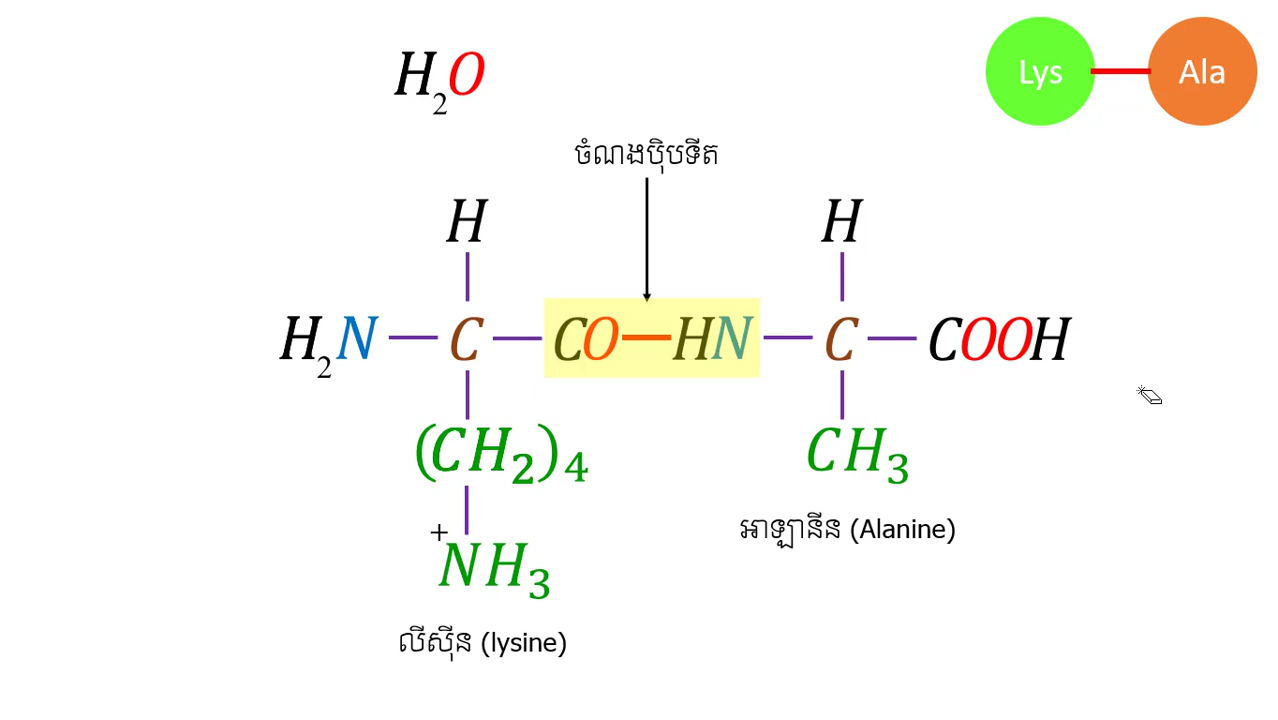 H₂O
Lys — Ala
ចំណងប៉ិបទីត
H H
H₂N — C — CO — HN — C — COOH
(CH₂)₄ CH₃
+
NH₃
អាឡានីន (Alanine)
លីស៊ីន (lysine)